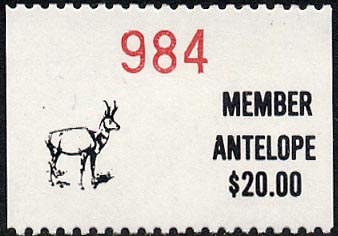 984
MEMBER
ANTELOPE
$20.00